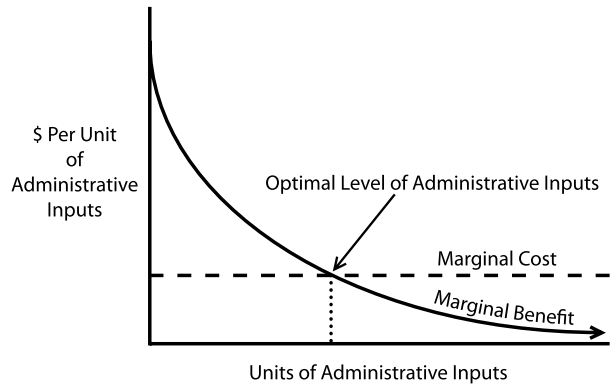 $ Per Unit
of
Administrative
Inputs
Optimal Level of Administrative Inputs
Marginal Cost
Marginal Benefit
Units of Administrative Inputs